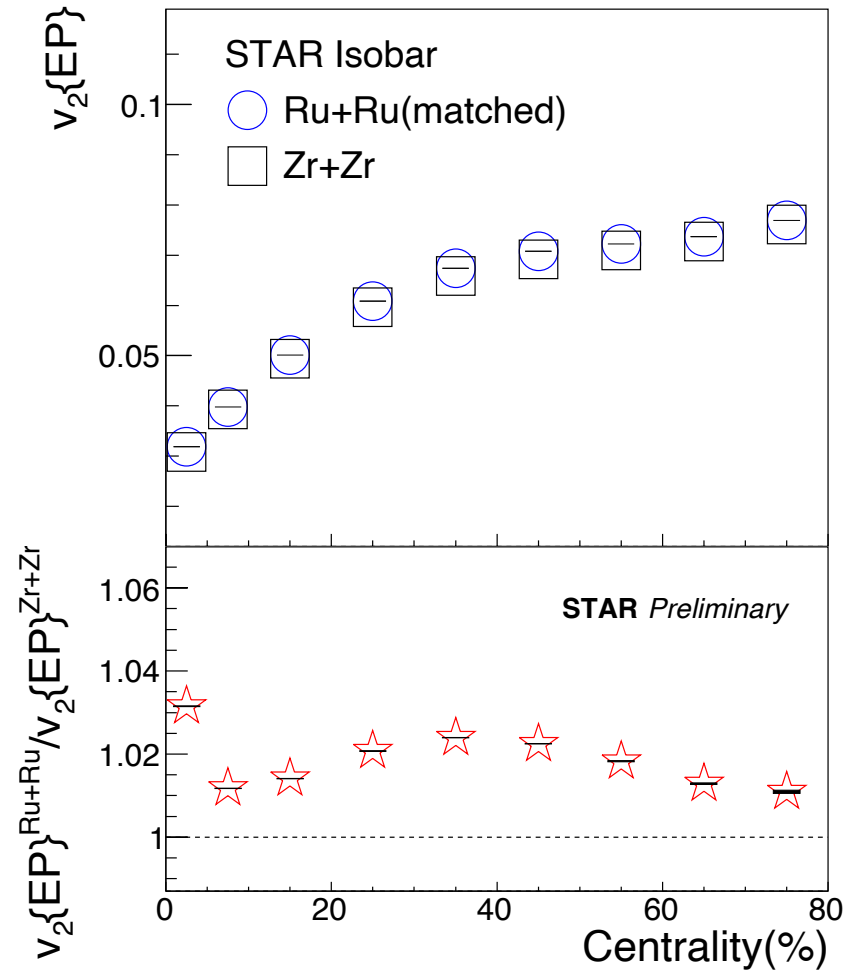 v₂{EP}
0.1
0.05
STAR Isobar
Ru+Ru(matched)
Zr+Zr
v₂{EP}^Ru+Ru/v₂{EP}^Zr+Zr
1.06
1.04
1.02
1
STAR Preliminary
0 20 40 60 80
Centrality(%)